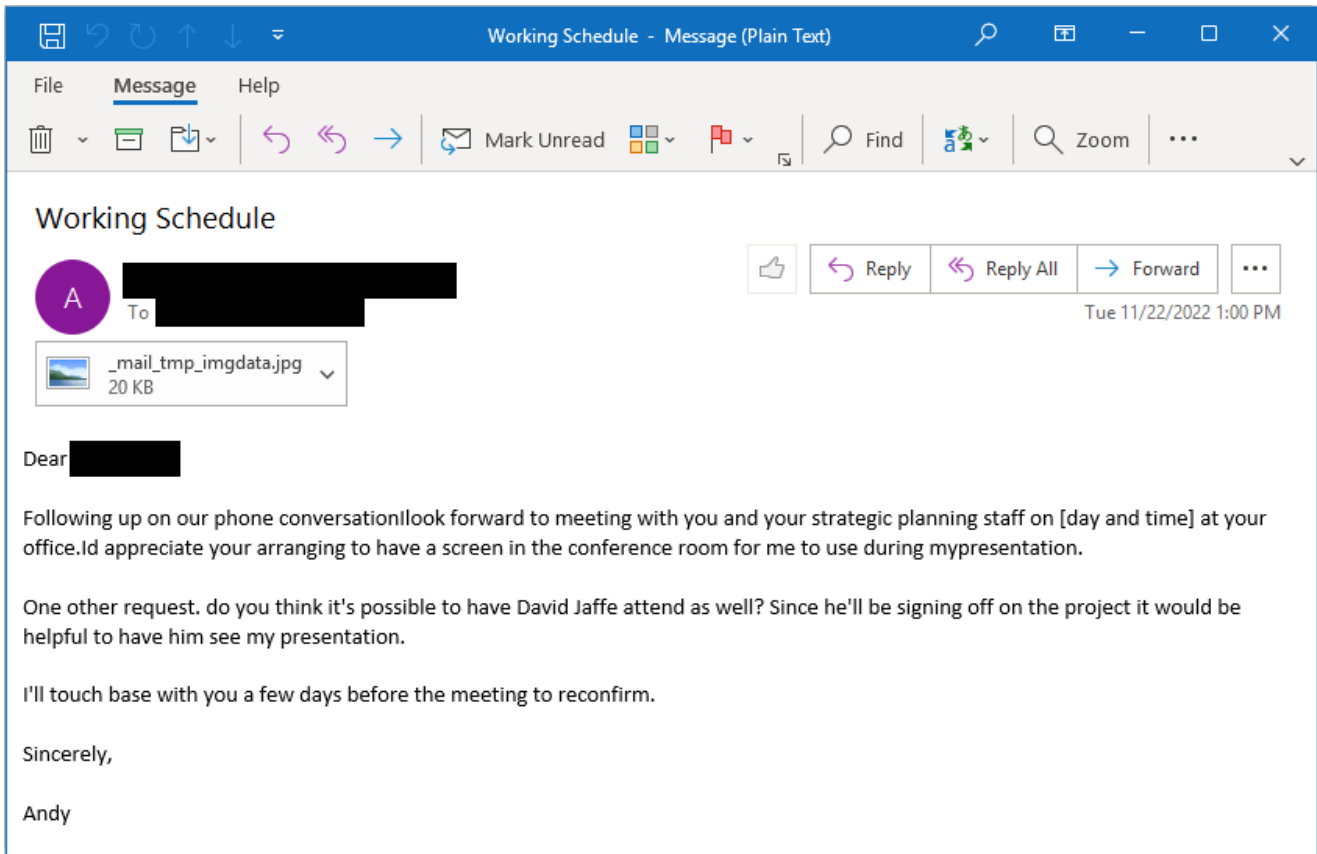 Working Schedule - Message (Plain Text)
File Message Help
Mark Unread Find Zoom
Working Schedule
A
Reply Reply All Forward
To
Tue 11/22/2022 1:00 PM
_mail_tmp_imgdata.jpg
20 KB
Dear
Following up on our phone conversationIlook forward to meeting with you and your strategic planning staff on [day and time] at your
office.Id appreciate your arranging to have a screen in the conference room for me to use during mypresentation.
One other request. do you think it's possible to have David Jaffe attend as well? Since he'll be signing off on the project it would be
helpful to have him see my presentation.
I'll touch base with you a few days before the meeting to reconfirm.
Sincerely,
Andy